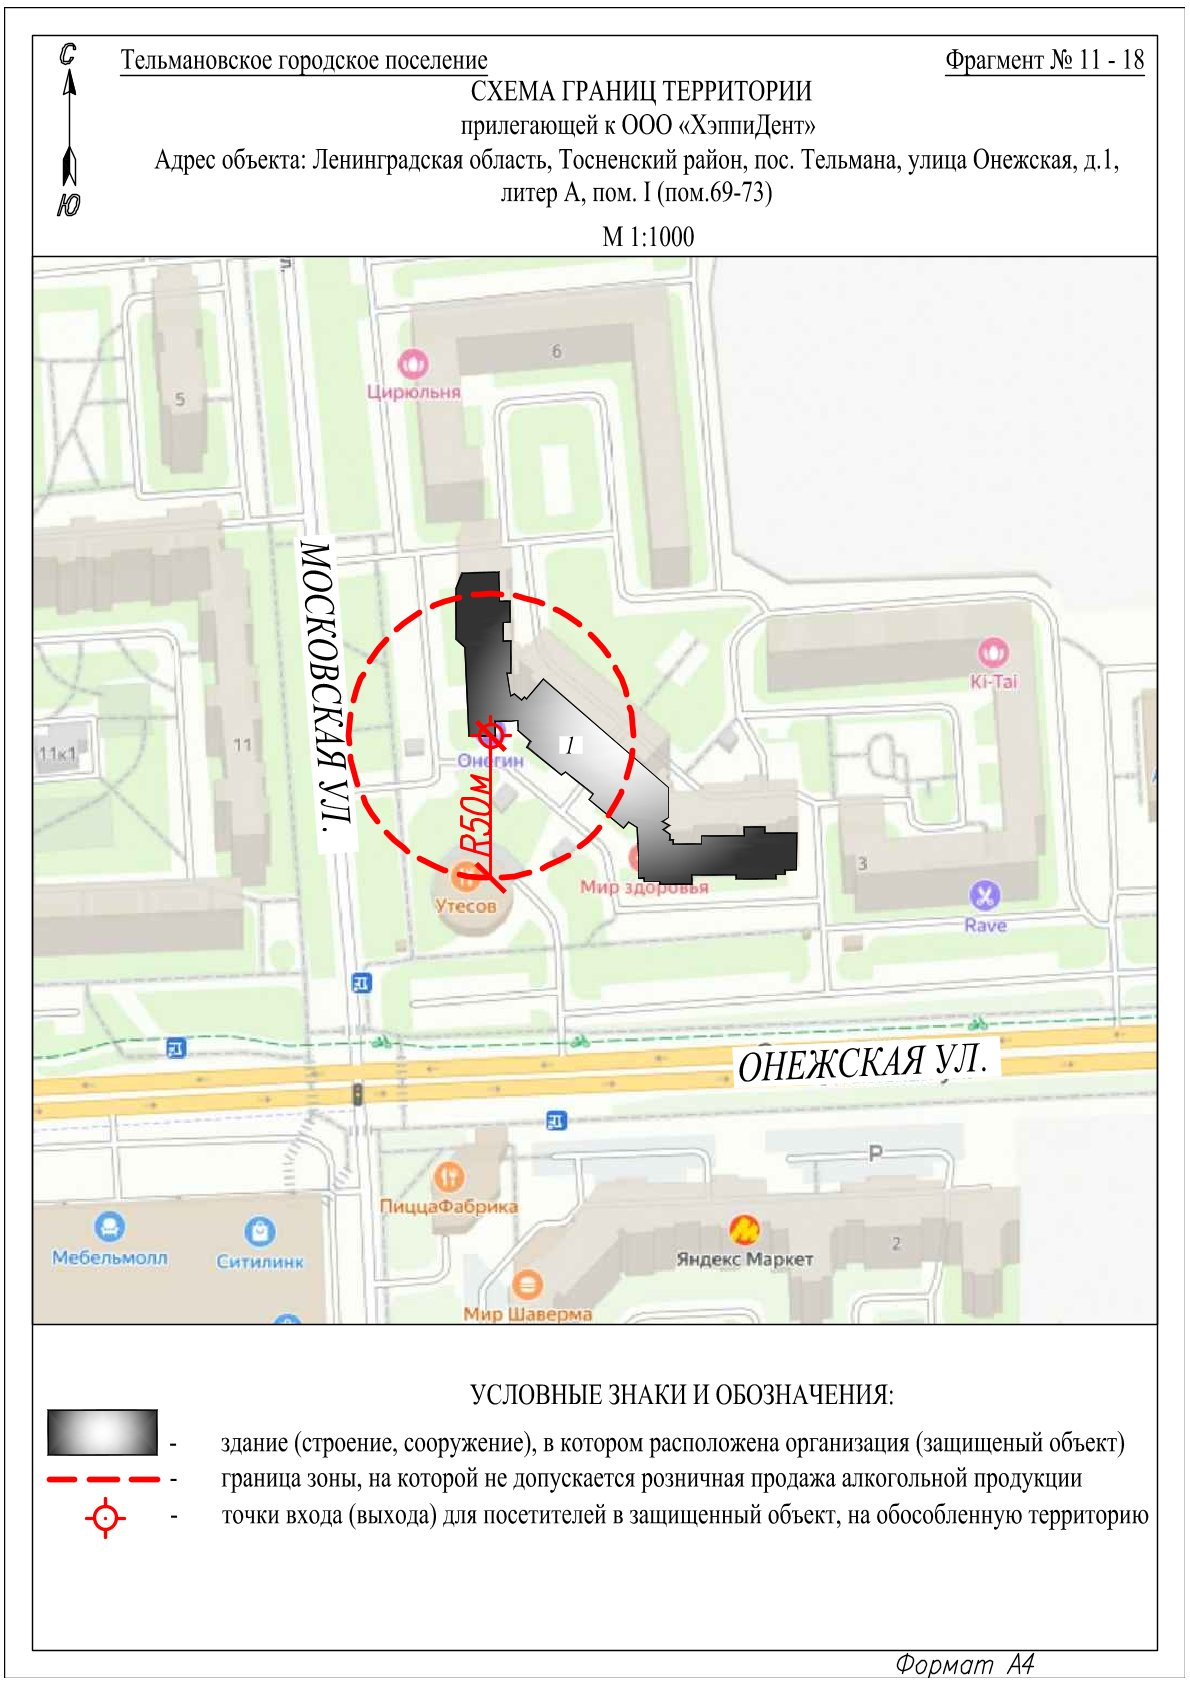 С
Тельмановское городское поселение
Фрагмент № 11 - 18
СХЕМА ГРАНИЦ ТЕРРИТОРИИ
прилегающей к ООО «ХэппиДент»
Адрес объекта: Ленинградская область, Тосненский район, пос. Тельмана, улица Онежская, д.1,
литер А, пом. I (пом.69-73)
Ю
М 1:1000
6
Цирюльня
5
МОСКОВСКАЯ УЛ.
Ki-Tai
11
11к1
1
Онегин
R50м
3
Мир здоровья
Утесов
Rave
ОНЕЖСКАЯ УЛ.
P
ПиццаФабрика
Мебельмолл
Ситилинк
Яндекс Маркет
2
Мир Шаверма
УСЛОВНЫЕ ЗНАКИ И ОБОЗНАЧЕНИЯ:
- здание (строение, сооружение), в котором расположена организация (защищеный объект)
- граница зоны, на которой не допускается розничная продажа алкогольной продукции
- точки входа (выхода) для посетителей в защищенный объект, на обособленную территорию
Формат А4